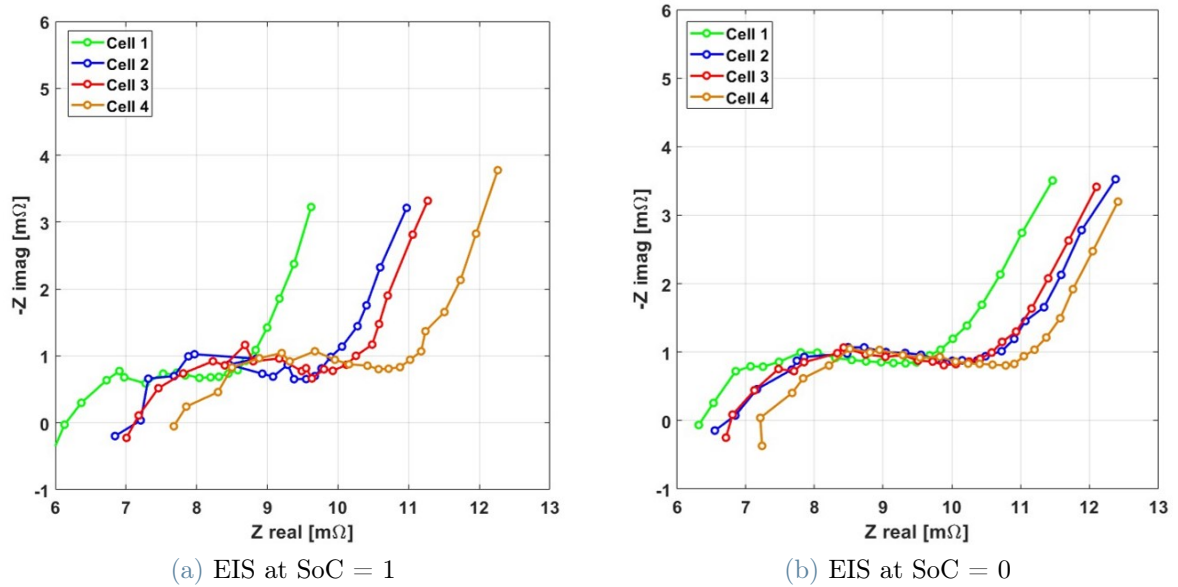 6
5
4
3
2
1
0
-1
-Z imag [mΩ]
Cell 1
Cell 2
Cell 3
Cell 4
6 7 8 9 10 11 12 13
Z real [mΩ]
(a) EIS at SoC = 1
6
5
4
3
2
1
0
-1
-Z imag [mΩ]
Cell 1
Cell 2
Cell 3
Cell 4
6 7 8 9 10 11 12 13
Z real [mΩ]
(b) EIS at SoC = 0